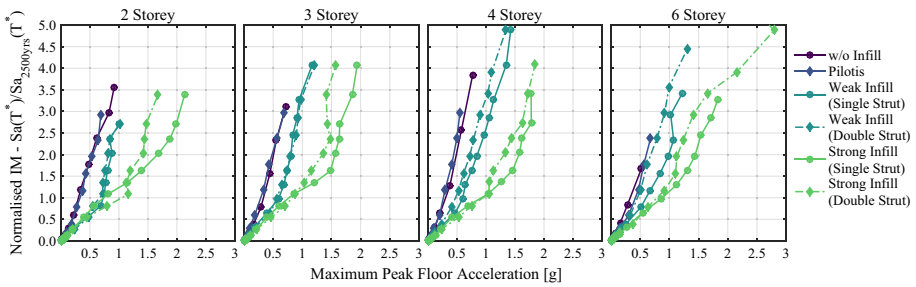 2 Storey
3 Storey
4 Storey
6 Storey
Normalised IM - Sa(T*)/Sa2500yrs(T*)
5.0
4.5
4.0
3.5
3.0
2.5
2.0
1.5
1.0
0.5
0.0
0 0.5 1 1.5 2 2.5 3
0 0.5 1 1.5 2 2.5 3
0 0.5 1 1.5 2 2.5 3
0 0.5 1 1.5 2 2.5 3
Maximum Peak Floor Acceleration [g]
w/o Infill
Pilotis
Weak Infill
(Single Strut)
Weak Infill
(Double Strut)
Strong Infill
(Single Strut)
Strong Infill
(Double Strut)